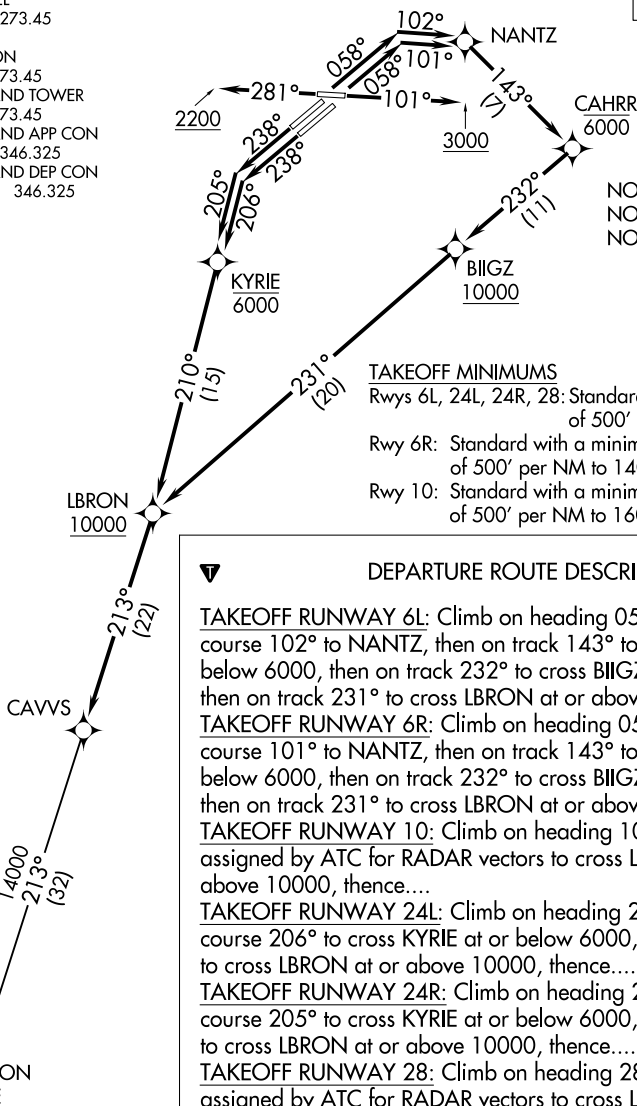 273.45
ON
73.45
ND TOWER
73.45
ND APP CON
346.325
ND DEP CON
346.325
102°
NANTZ
058°
058°
101°
281°
101°
143°
(7)
2200
3000
CAHRR
6000
238°
238°
205°
206°
232°
(11)
NO
NO
NO
KYRIE
6000
BIIGZ
10000
210°
(15)
231°
(20)
TAKEOFF MINIMUMS
Rwys 6L, 24L, 24R, 28: Standar
of 500' 
Rwy 6R: Standard with a minim
of 500' per NM to 140
Rwy 10: Standard with a minim
of 500' per NM to 160
LBRON
10000
213°
(22)
CAVVS
14000
213°
(32)
ON
T
DEPARTURE ROUTE DESCRI
TAKEOFF RUNWAY 6L: Climb on heading 05
course 102° to NANTZ, then on track 143° to
below 6000, then on track 232° to cross BIIGZ
then on track 231° to cross LBRON at or abov
TAKEOFF RUNWAY 6R: Climb on heading 05
course 101° to NANTZ, then on track 143° to
below 6000, then on track 232° to cross BIIGZ
then on track 231° to cross LBRON at or abov
TAKEOFF RUNWAY 10: Climb on heading 10
assigned by ATC for RADAR vectors to cross L
above 10000, thence....
TAKEOFF RUNWAY 24L: Climb on heading 2
course 206° to cross KYRIE at or below 6000,
to cross LBRON at or above 10000, thence....
TAKEOFF RUNWAY 24R: Climb on heading 2
course 205° to cross KYRIE at or below 6000,
to cross LBRON at or above 10000, thence....
TAKEOFF RUNWAY 28: Climb on heading 28
assigned by ATC for RADAR vectors to cross L